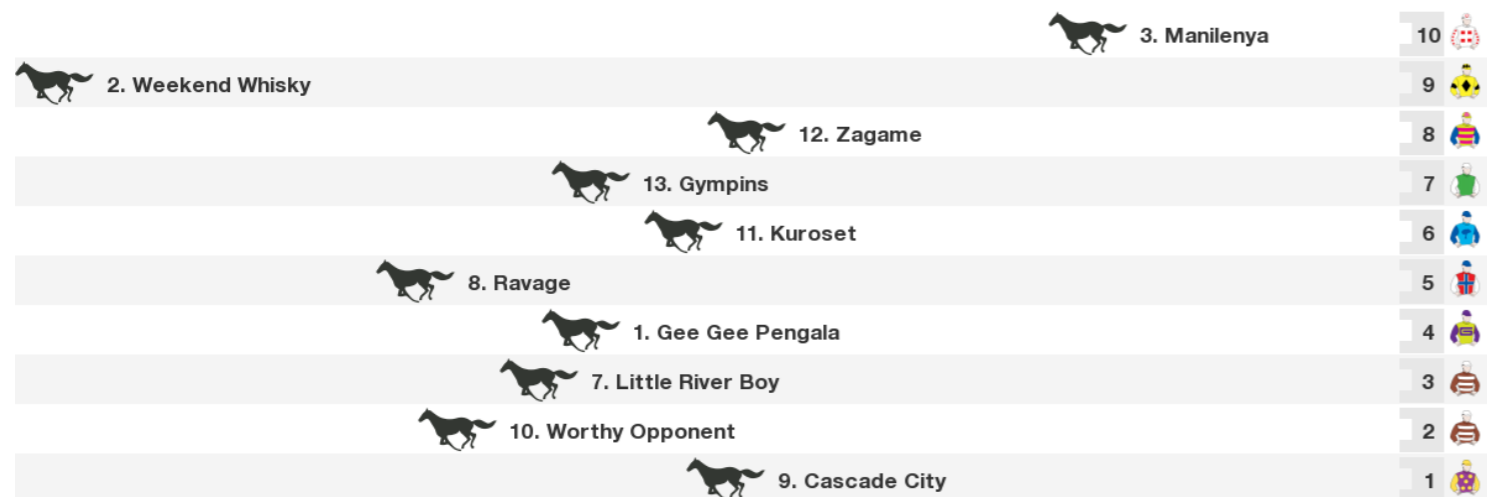 3. Manilenya 10
2. Weekend Whisky 9
12. Zagame 8
13. Gympins 7
11. Kuroset 6
8. Ravage 5
1. Gee Gee Pengala 4
7. Little River Boy 3
10. Worthy Opponent 2
9. Cascade City 1